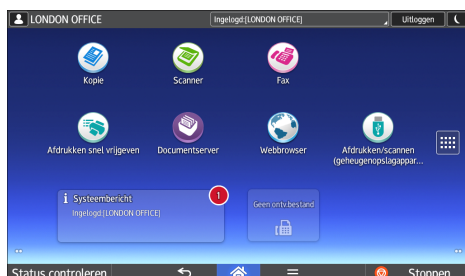 LONDON OFFICE
Ingelogd:[LONDON OFFICE]
Uitloggen
Kopie
Scanner
Fax
Afdrukken snel vrijgeven
Documentserver
Webbrowser
Afdrukken/scannen
(geheugenopslagappar...
Systeembericht
1
Ingelogd:[LONDON OFFICE]
Geen ontv.bestand
Status controleren
Stoppen